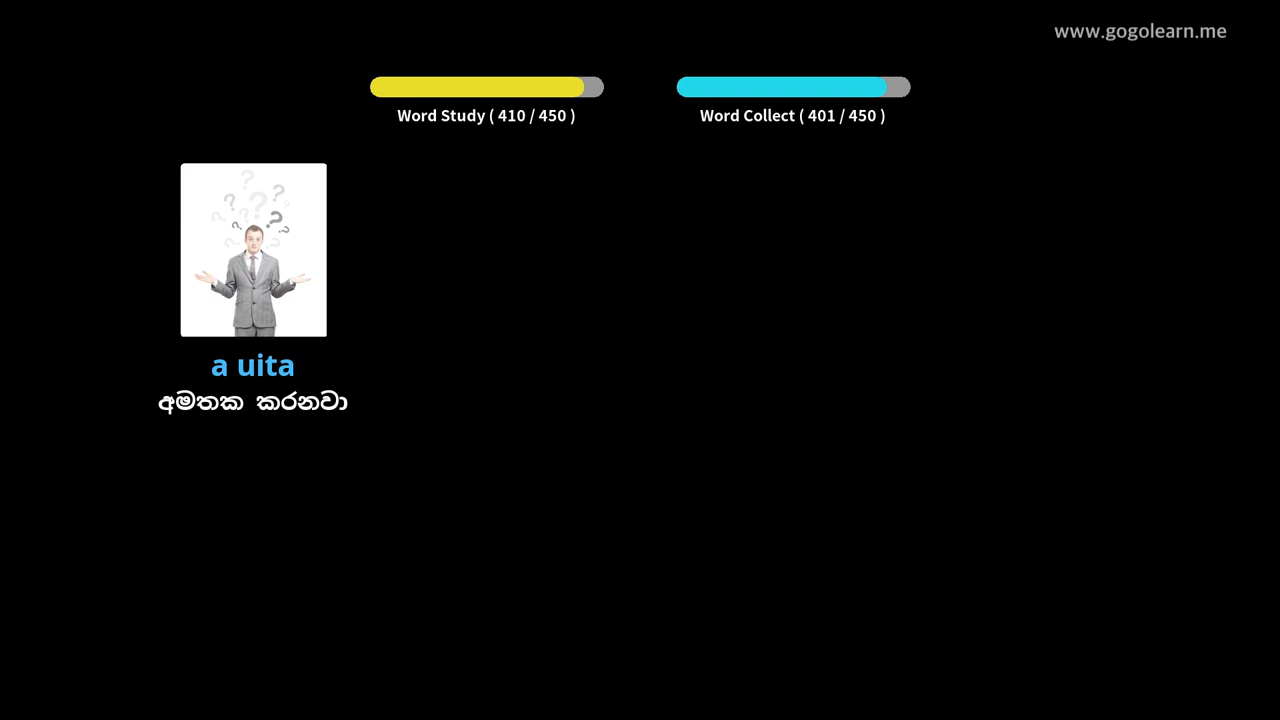 www.gogolearn.me
Word Study ( 410 / 450 )
Word Collect ( 401 / 450 )
a uita
අමතක කරනවා